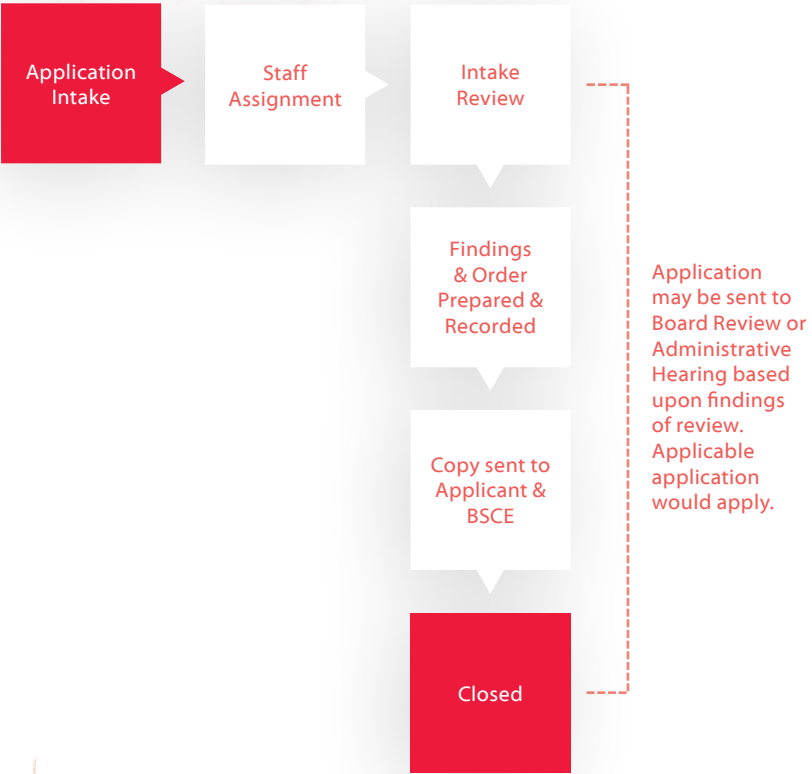 Application
Intake
Staff
Assignment
Intake
Review
Findings
& Order
Prepared &
Recorded
Copy sent to
Applicant &
BSCE
Closed
Application
may be sent to
Board Review or
Administrative
Hearing based
upon findings
of review.
Applicable
application
would apply.